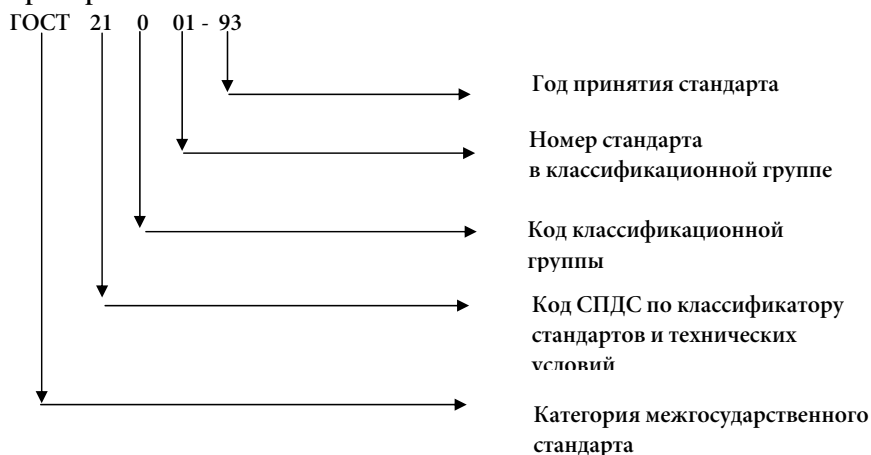 ГОСТ 21 0 01 - 93
Год принятия стандарта
Номер стандарта
в классификационной группе
Код классификационной
группы
Код СПДС по классификатору
стандартов и технических
условий
Категория межгосударственного
стандарта